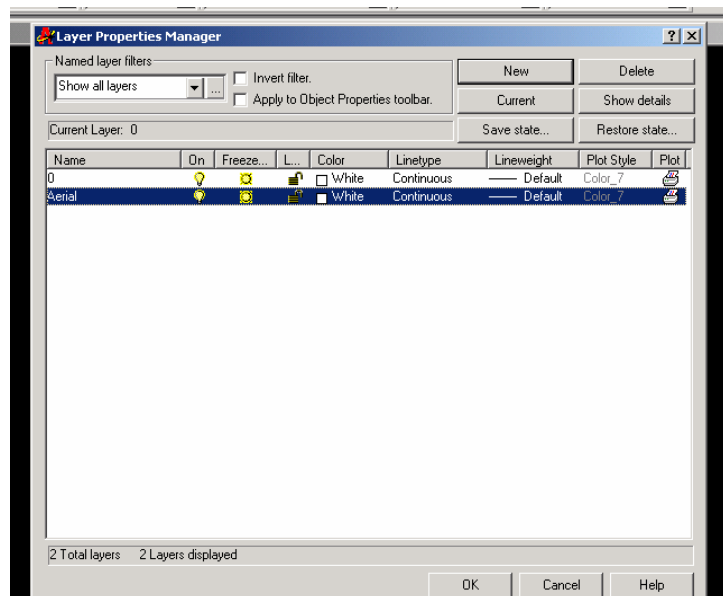 Layer Properties Manager ? ×
Named layer filters
Show all layers ... Invert filter. New Delete
Apply to Object Properties toolbar. Current Show details
Current Layer: 0 Save state... Restore state...
Name On Freeze... L... Color Linetype Lineweight Plot Style Plot
0 White Continuous Default Color_7
Aerial White Continuous Default Color_7
2 Total layers 2 Layers displayed
OK Cancel Help